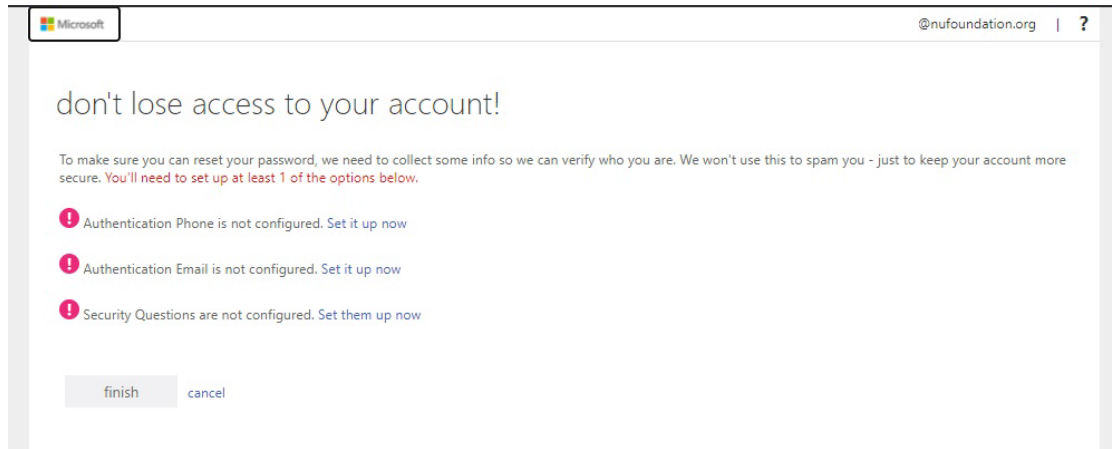 Microsoft
@nufoundation.org | ?
don't lose access to your account!
To make sure you can reset your password, we need to collect some info so we can verify who you are. We won't use this to spam you - just to keep your account more
secure. You'll need to set up at least 1 of the options below.
! Authentication Phone is not configured. Set it up now
! Authentication Email is not configured. Set it up now
! Security Questions are not configured. Set them up now
finish cancel